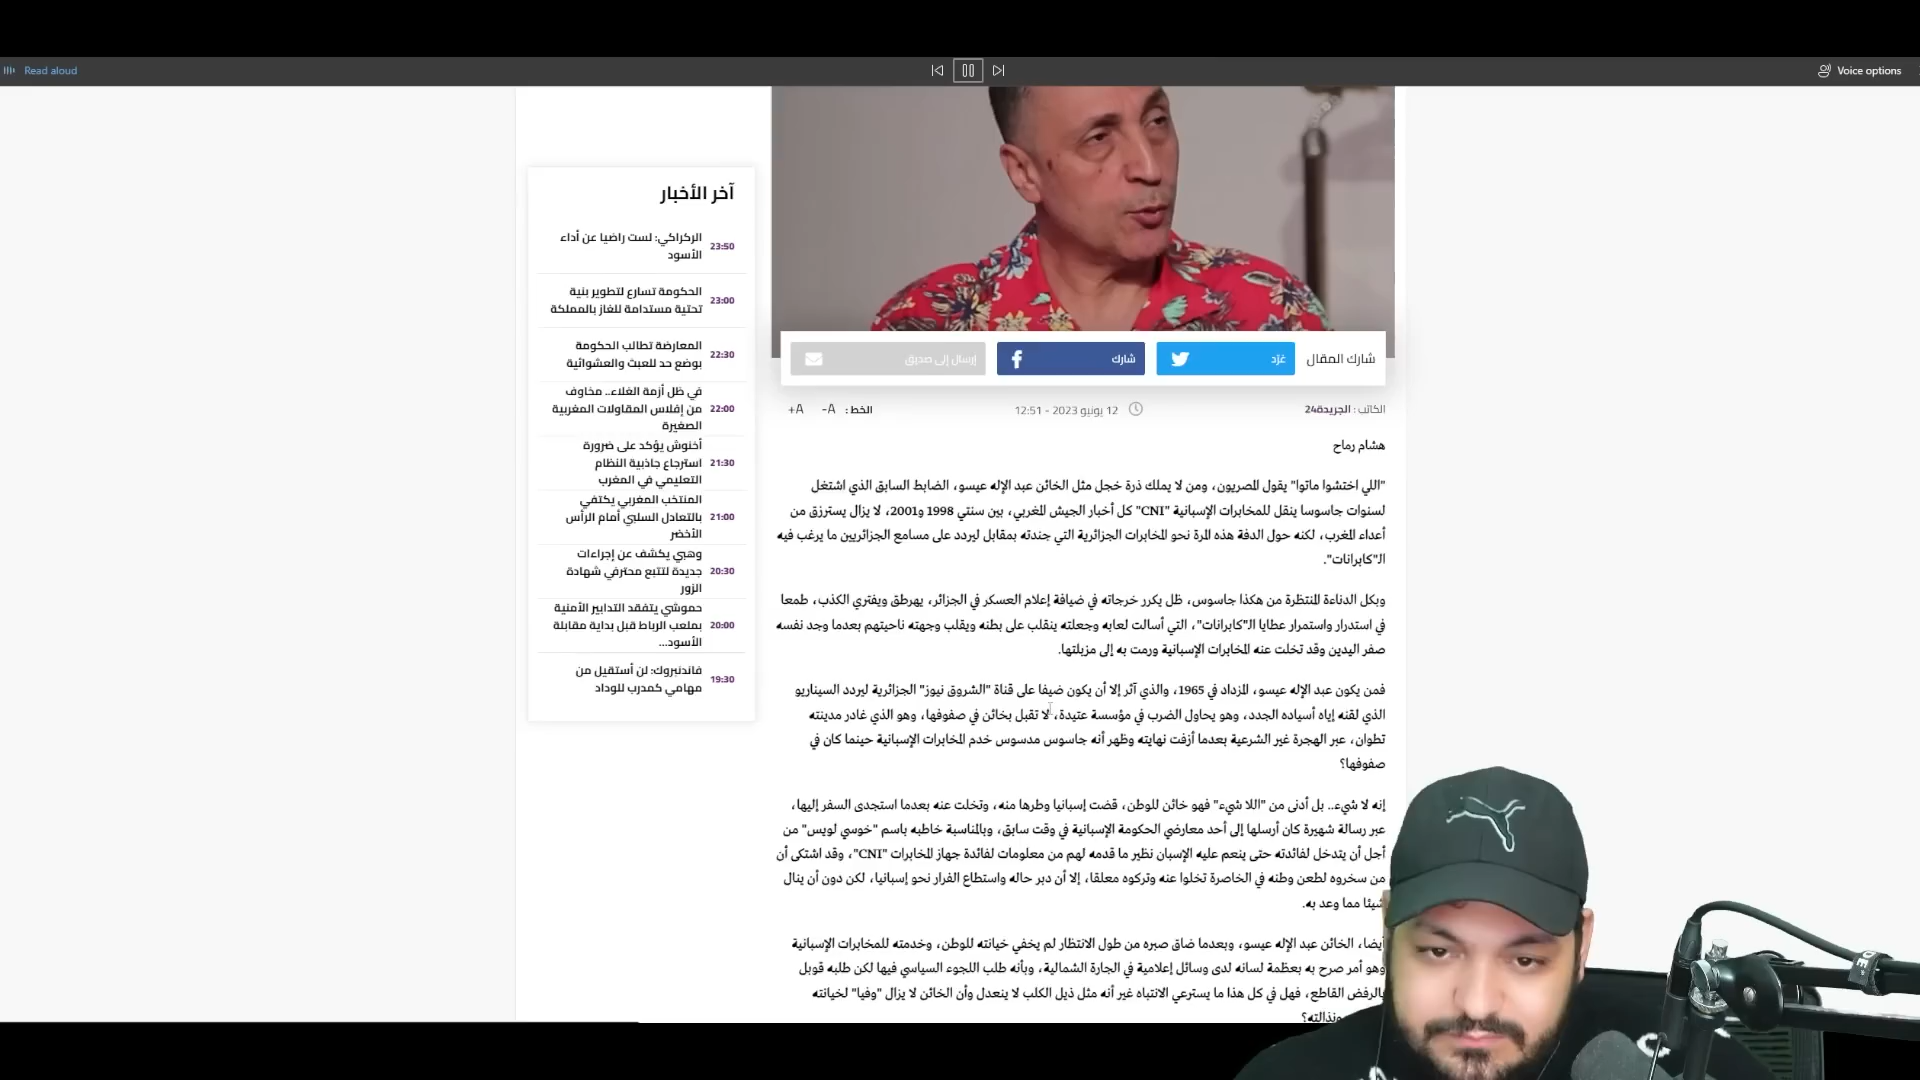 Read aloud
Voice options
آخر الأخبار
23:50 الركراكي: لست راضيا عن أداء
الأسود
23:00 الحكومة تسارع لتطوير بنية
تحتية مستدامة للغاز بالمملكة
22:30 المعارضة تطالب الحكومة
بوضع حد للعبث والعشوائية
22:00 في ظل أزمة الغلاء.. مخاوف
من إفلاس المقاولات المغربية
الصغيرة
21:30 أخنوش يؤكد على ضرورة
استرجاع جاذبية النظام
التعليمي في المغرب
21:00 المنتخب المغربي يكتفي
بالتعادل السلبي أمام الرأس
الأخضر
20:30 وهبي يكشف عن إجراءات
جديدة لتتبع محترفي شهادة
الزور
20:00 حموشي يتفقد التدابير الأمنية
بملعب الرباط قبل بداية مقابلة
الأسود...
19:30 فاندنبروك: لن أستقيل من
مهامي كمدرب للوداد
شارك المقال
غرّد
شارك
إرسال إلى صديق
الكاتب : الجريدة24
12 يونيو 2023 - 12:51
الخط : A- A+
هشام رماح
"اللي اختشوا ماتوا" يقول المصريون، ومن لا يملك ذرة خجل مثل الخائن عبد الإله عيسو، الضابط السابق الذي اشتغل
لسنوات جاسوسا ينقل للمخابرات الإسبانية "CNI" كل أخبار الجيش المغربي، بين سنتي 1998 و2001، لا يزال يسترزق من
أعداء المغرب، لكنه حول الدفة هذه المرة نحو المخابرات الجزائرية التي جندته بمقابل ليردد على مسامع الجزائريين ما يرغب فيه
الـ"كابرانات".
وبكل الدناءة المنتظرة من هكذا جاسوس، ظل يكرر خرجاته في ضيافة إعلام العسكر في الجزائر، يهرطق ويفتري الكذب، طمعا
في استدرار واستمرار عطايا الـ"كابرانات"، التي أسالت لعابه وجعلته ينقلب على بطنه ويقلب وجهته ناحيتهم بعدما وجد نفسه
صفر اليدين وقد تخلت عنه المخابرات الإسبانية ورمت به إلى مزبلتها.
فمن يكون عبد الإله عيسو، المزداد في 1965، والذي آثر إلا أن يكون ضيفا على قناة "الشروق نيوز" الجزائرية ليردد السيناريو
الذي لقنه إياه أسياده الجدد، وهو يحاول الضرب في مؤسسة عتيدة، لا تقبل بخائن في صفوفها، وهو الذي غادر مدينته
تطوان، عبر الهجرة غير الشرعية بعدما أزفت نهايته وظهر أنه جاسوس مدسوس خدم المخابرات الإسبانية حينما كان في
صفوفها؟
إنه لا شيء.. بل أدنى من "اللا شيء" فهو خائن للوطن، قضت إسبانيا وطرها منه، وتخلت عنه بعدما استجدى السفر إليها،
عبر رسالة شهيرة كان أرسلها إلى أحد معارضي الحكومة الإسبانية في وقت سابق، وبالمناسبة خاطبه باسم "خوسي لويس" من
أجل أن يتدخل لفائدته حتى ينعم عليه الإسبان نظير ما قدمه لهم من معلومات لفائدة جهاز المخابرات "CNI"، وقد اشتكى أن
من سخروه لطعن وطنه في الخاصرة تخلوا عنه وتركوه معلقا، إلا أن دبر حاله واستطاع الفرار نحو إسبانيا، لكن دون أن ينال
شيئا مما وعد به.
أيضا، الخائن عبد الإله عيسو، وبعدما ضاق صبره من طول الانتظار لم يخفي خيانته للوطن، وخدمته للمخابرات الإسبانية
وهو أمر صرح به بعظمة لسانه لدى وسائل إعلامية في الجارة الشمالية، وبأنه طلب اللجوء السياسي فيها لكن طلبه قوبل
بالرفض القاطع، فهل في كل هذا ما يسترعي الانتباه غير أنه مثل ذيل الكلب لا ينعدل وأن الخائن لا يزال "وفيا" لخيانته
ونذالته؟